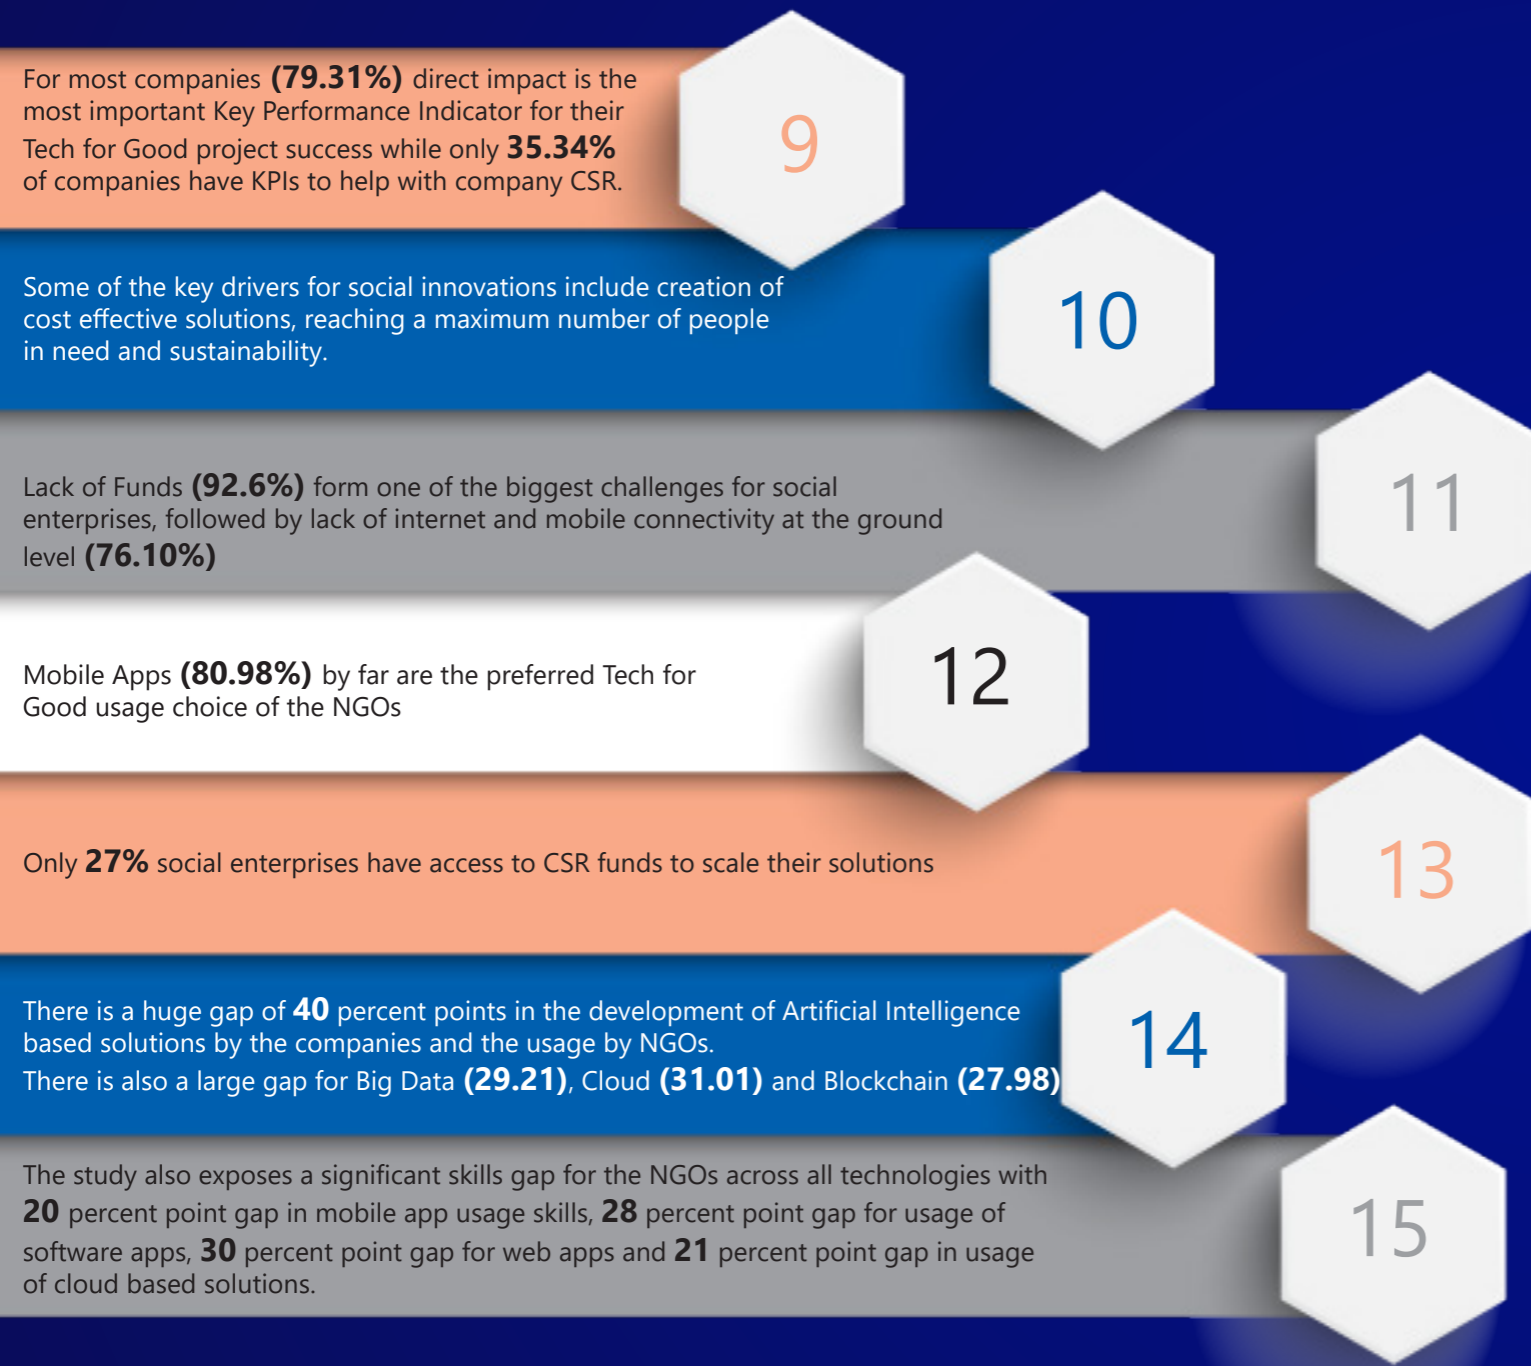 For most companies (79.31%) direct impact is the
most important Key Performance Indicator for their
Tech for Good project success while only 35.34%
of companies have KPIs to help with company CSR.
9
Some of the key drivers for social innovations include creation of
cost effective solutions, reaching a maximum number of people
in need and sustainability.
10
Lack of Funds (92.6%) form one of the biggest challenges for social
enterprises, followed by lack of internet and mobile connectivity at the ground
level (76.10%)
11
Mobile Apps (80.98%) by far are the preferred Tech for
Good usage choice of the NGOs
12
Only 27% social enterprises have access to CSR funds to scale their solutions
13
There is a huge gap of 40 percent points in the development of Artificial Intelligence
based solutions by the companies and the usage by NGOs.
There is also a large gap for Big Data (29.21), Cloud (31.01) and Blockchain (27.98)
14
The study also exposes a significant skills gap for the NGOs across all technologies with
20 percent point gap in mobile app usage skills, 28 percent point gap for usage of
software apps, 30 percent point gap for web apps and 21 percent point gap in usage
of cloud based solutions.
15